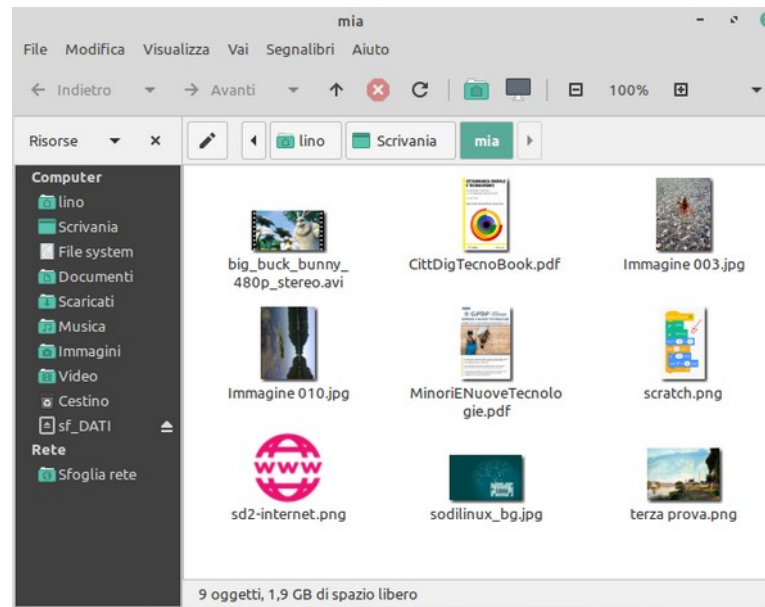 mia
File Modifica Visualizza Vai Segnalibri Aiuto
Indietro Avanti 100%
Risorse lino Scrivania mia
Computer
lino
Scrivania
File system
Documenti
Scaricati
Musica
Immagini
Video
Cestino
sf_DATI
Rete
Sfoglia rete
big_buck_bunny_
480p_stereo.avi
CittDigTecnoBook.pdf
Immagine 003.jpg
Immagine 010.jpg
MinoriENuoveTecnolo
gie.pdf
scratch.png
www
sd2-internet.png
sodilinux_bg.jpg
terza prova.png
9 oggetti, 1,9 GB di spazio libero